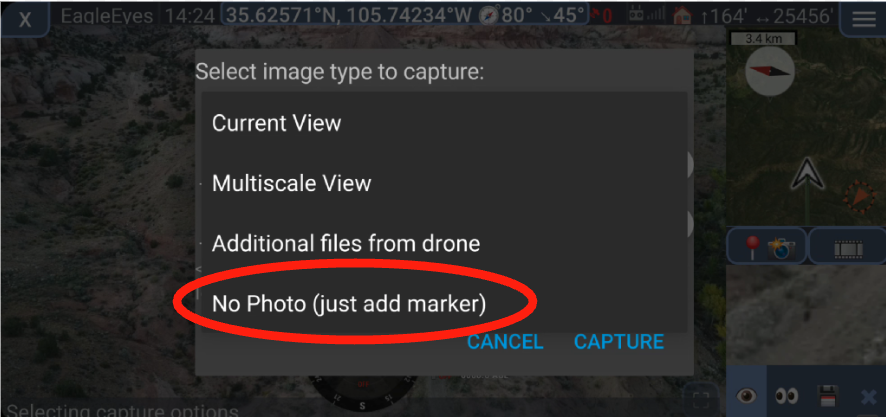 X EagleEyes 14:24 35.62571°N, 105.74234°W 80° ↘45° 0 ↑164' ↔25456'
3.4 km
Select image type to capture:
Current View
Multiscale View
Additional files from drone
No Photo (just add marker)
CANCEL CAPTURE
S
Selecting capture options